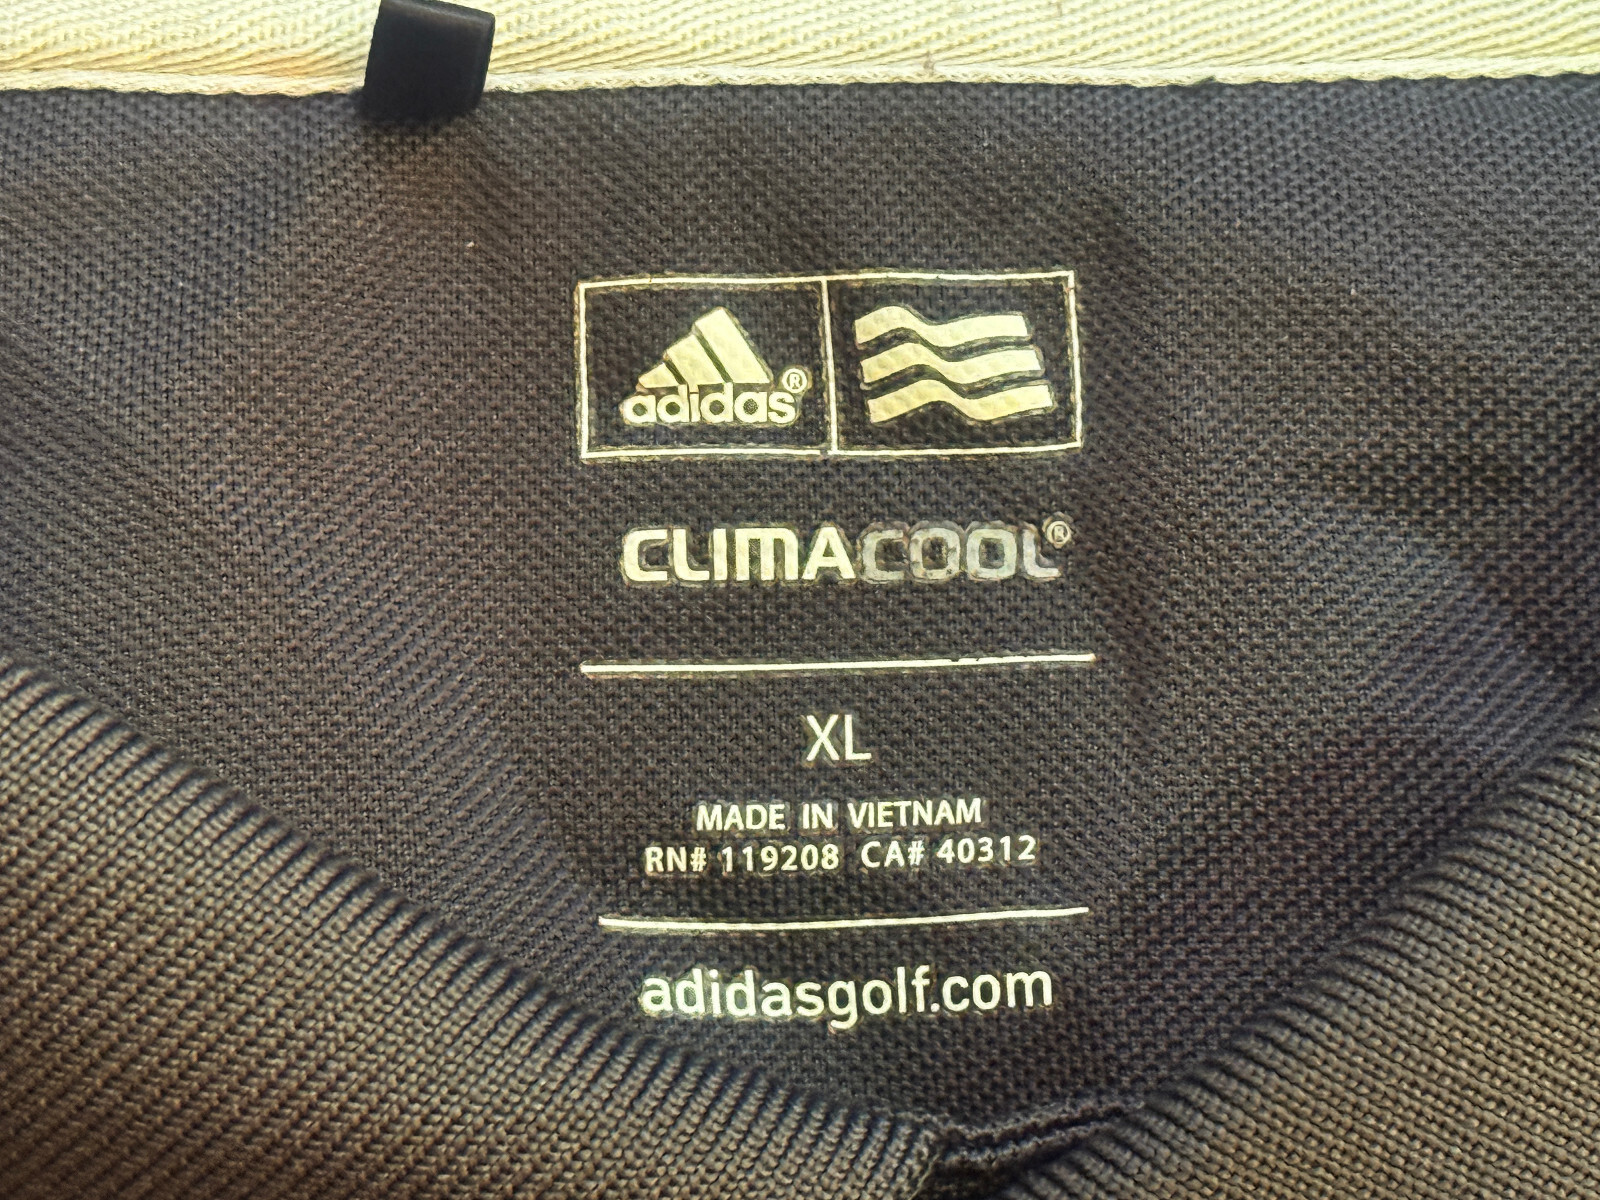 adidas®
CLIMACOOL®
XL
MADE IN VIETNAM
RN# 119208 CA# 40312
adidasgolf.com